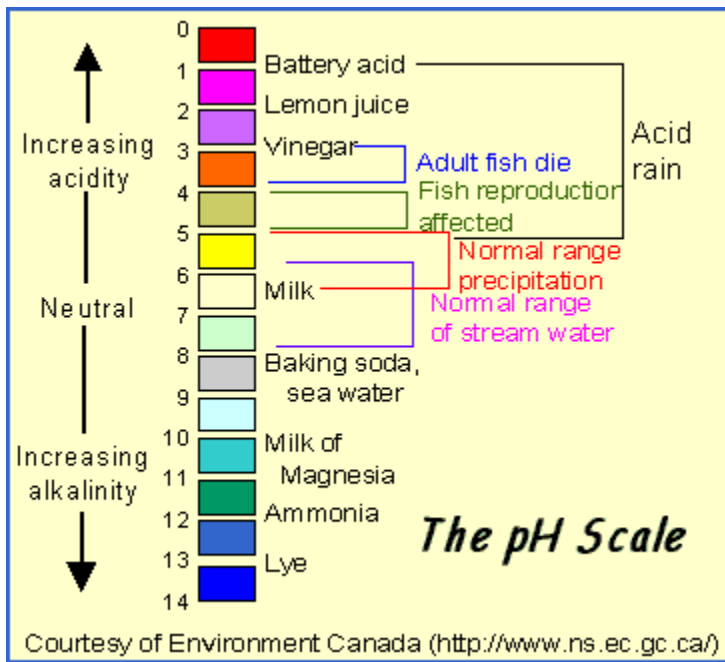 0
1
Battery acid
2
Lemon juice
Increasing
acidity
3
Vinegar
Adult fish die
Acid
rain
4
Fish reproduction
affected
5
Normal range
precipitation
6
Milk
Neutral
Normal range
of stream water
7
8
Baking soda,
sea water
9
10
Milk of
Magnesia
Increasing
alkalinity
11
Ammonia
12
The pH Scale
13
Lye
14
Courtesy of Environment Canada (http://www.ns.ec.gc.ca/)